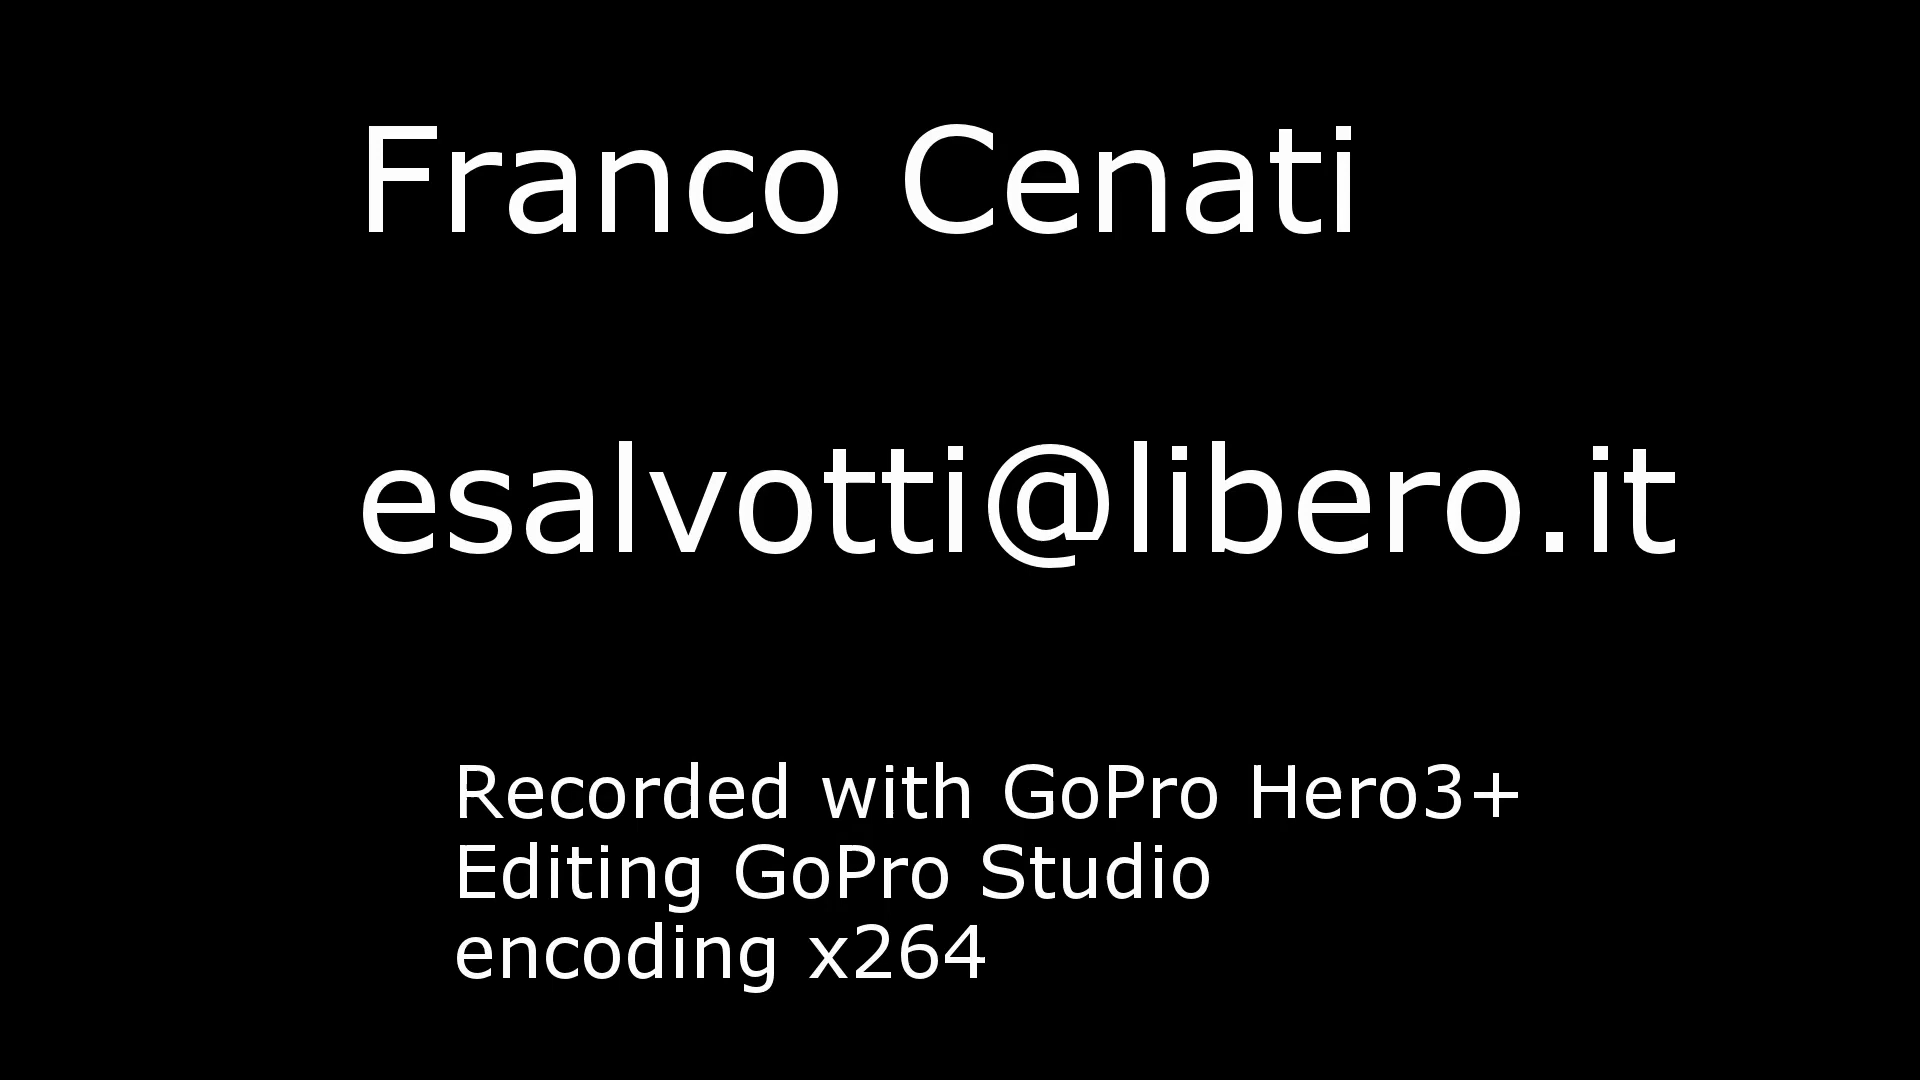 Franco Cenati
esalvotti@libero.it
Recorded with GoPro Hero3+
Editing GoPro Studio
encoding x264